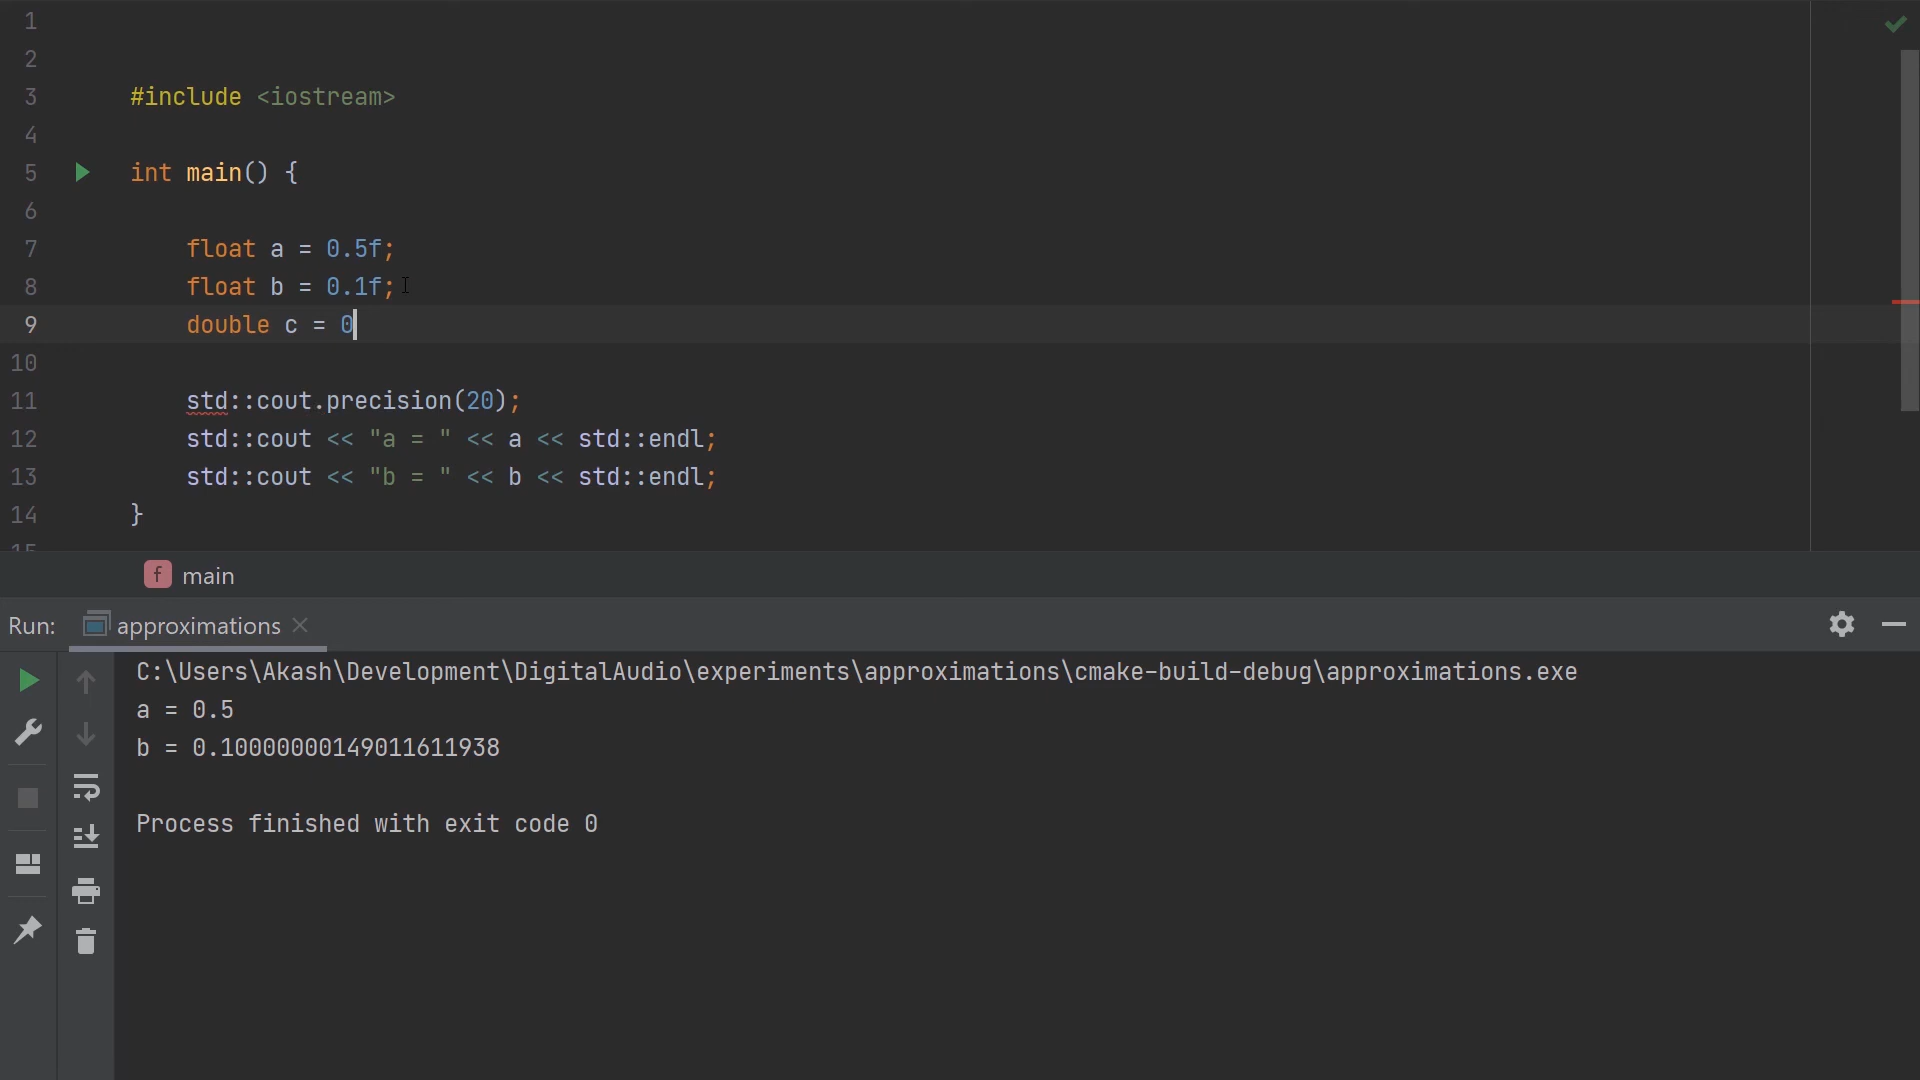 1
2
3 #include <iostream>
4
5 int main() {
6
7 float a = 0.5f;
8 float b = 0.1f;
9 double c = 0
10
11 std::cout.precision(20);
12 std::cout << "a = " << a << std::endl;
13 std::cout << "b = " << b << std::endl;
14 }
15
f main
Run: approximations
C:\Users\Akash\Development\DigitalAudio\experiments\approximations\cmake-build-debug\approximations.exe
a = 0.5
b = 0.10000000149011611938
Process finished with exit code 0